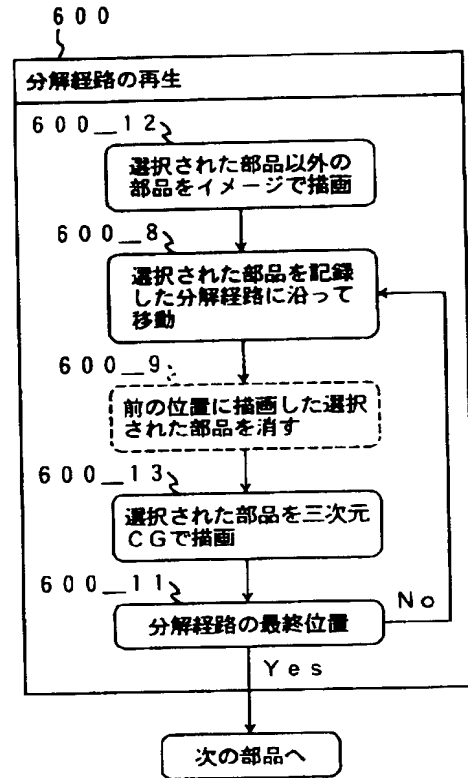 600
分解経路の再生
600_12
選択された部品以外の
部品をイメージで描画
600_8
選択された部品を記録
した分解経路に沿って
移動
600_9
前の位置に描画した選択
された部品を消す
600_13
選択された部品を三次元
CGで描画
600_11
分解経路の最終位置
No
Yes
次の部品へ